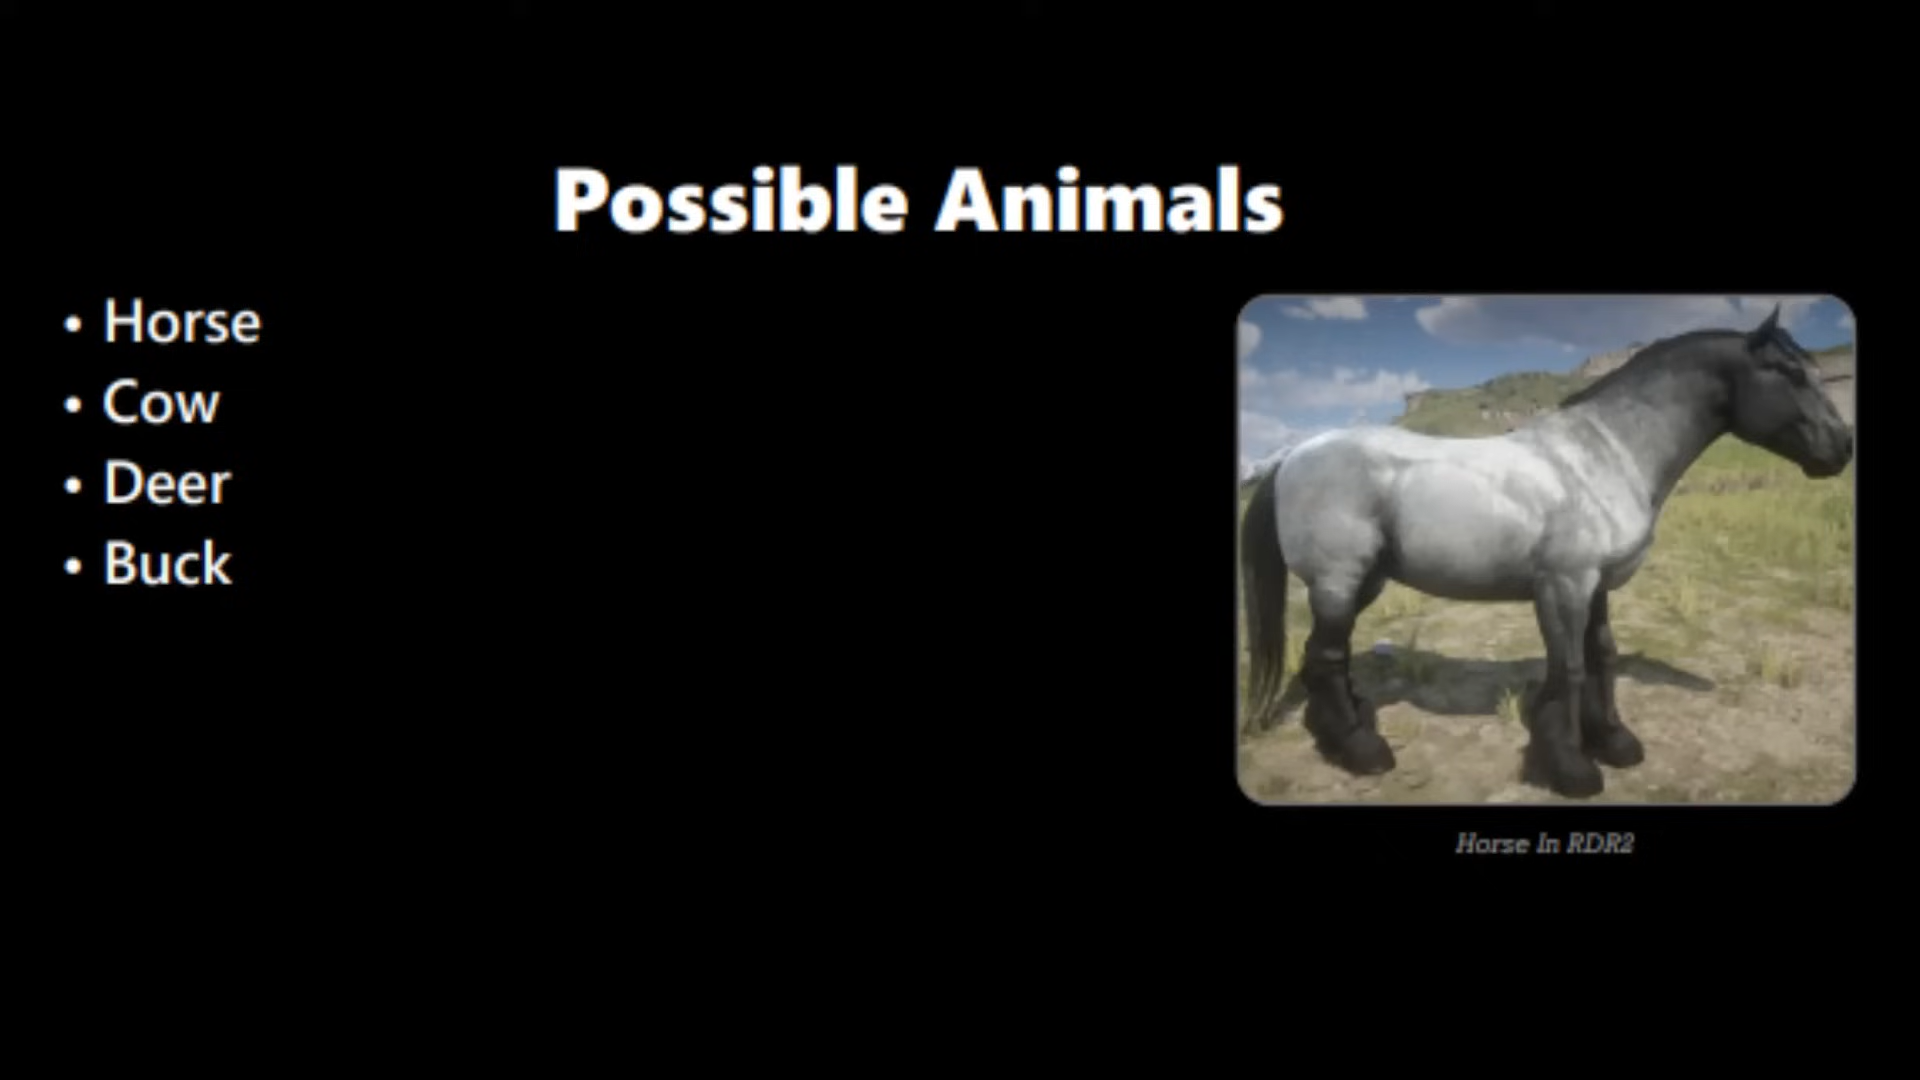 Possible Animals
• Horse
• Cow
• Deer
• Buck
Horse In RDR2